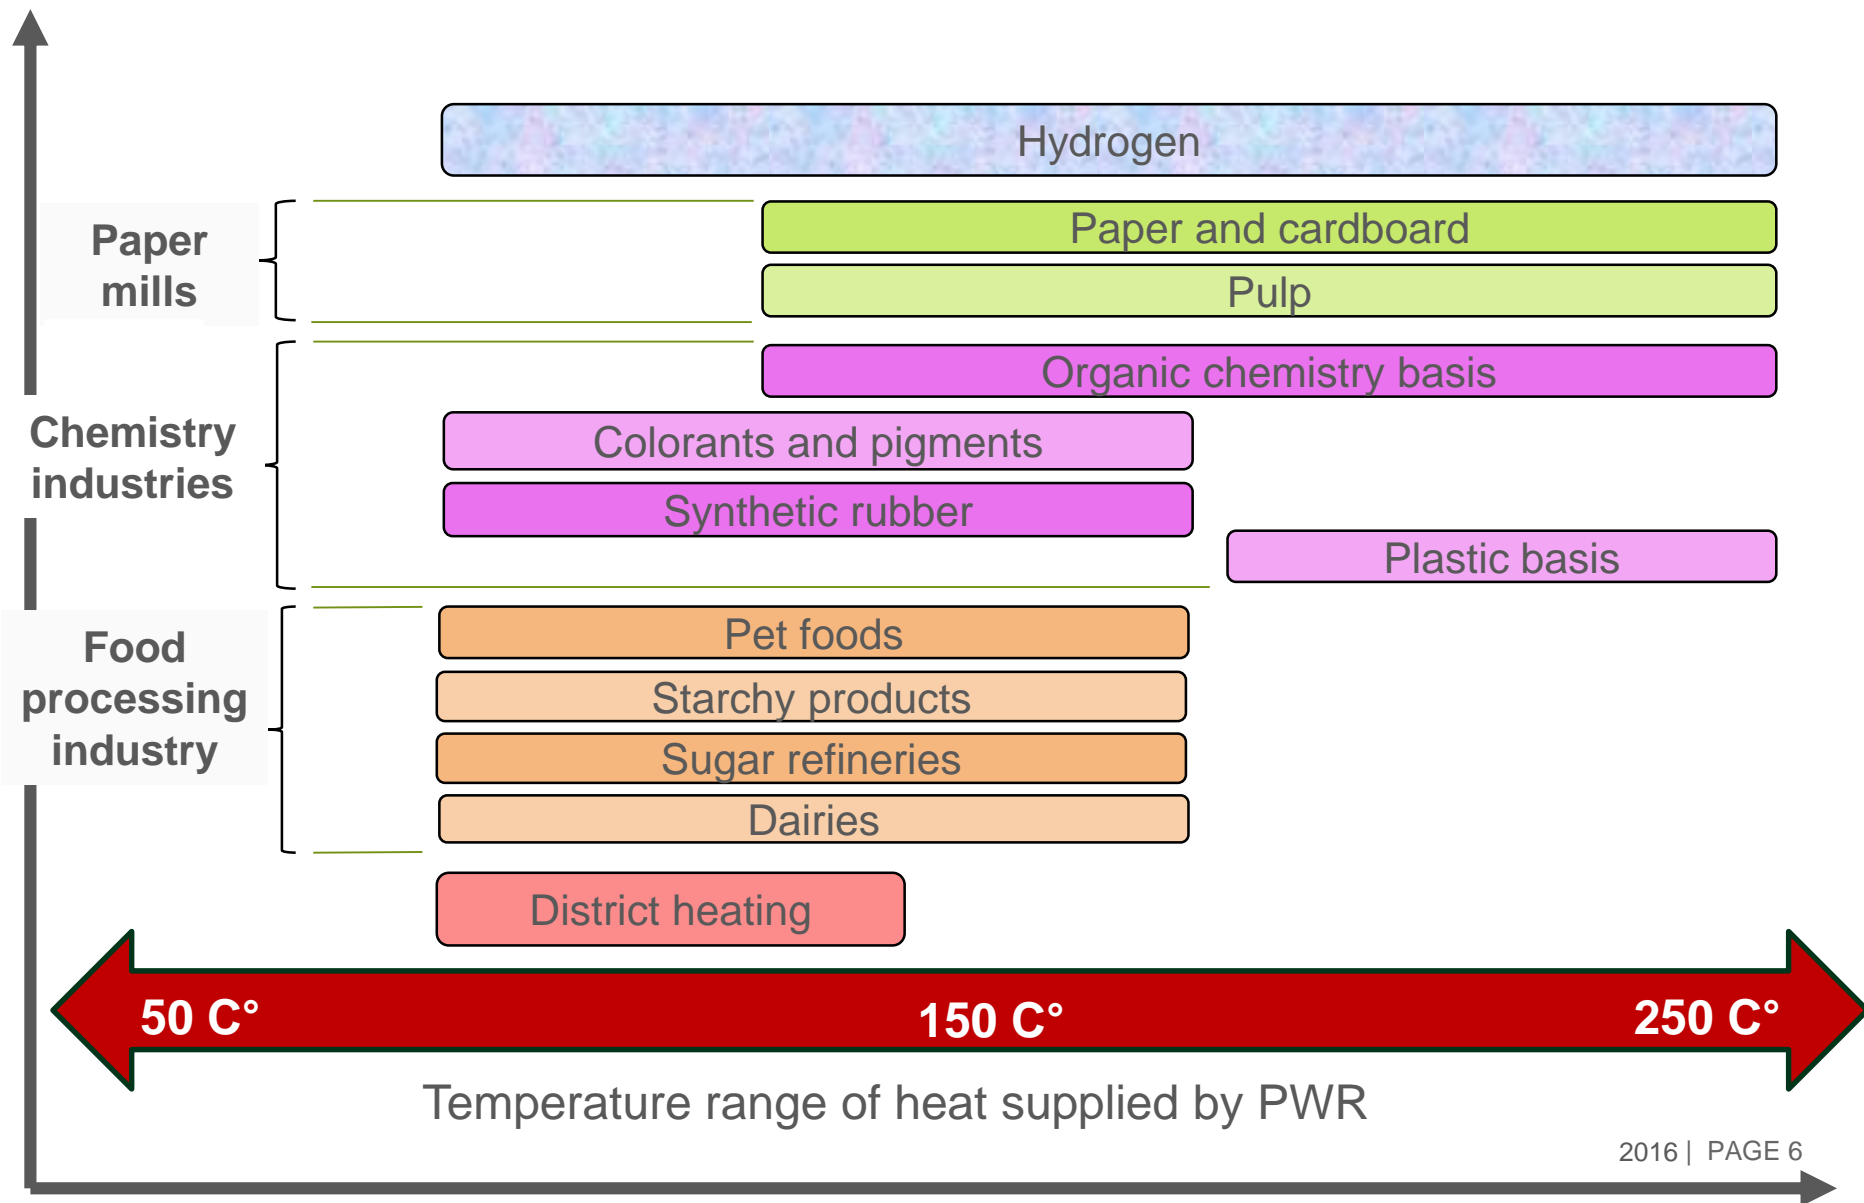 Hydrogen
Paper
mills
Paper and cardboard
Pulp
Chemistry
industries
Organic chemistry basis
Colorants and pigments
Synthetic rubber
Plastic basis
Food
processing
industry
Pet foods
Starchy products
Sugar refineries
Dairies
District heating
50 C°
150 C°
250 C°
Temperature range of heat supplied by PWR
2016 | PAGE 6